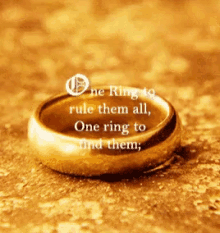 One Ring to
rule them all,
One ring to
find them;